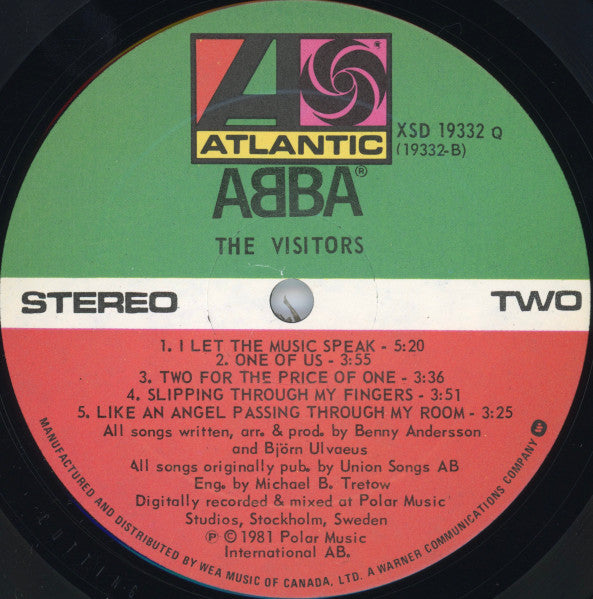 ATLANTIC
XSD 19332 Q
(19332-B)
ABBA®
THE VISITORS
STEREO
TWO
1. I LET THE MUSIC SPEAK - 5:20
2. ONE OF US - 3:55
3. TWO FOR THE PRICE OF ONE - 3:36
4. SLIPPING THROUGH MY FINGERS - 3:51
5. LIKE AN ANGEL PASSING THROUGH MY ROOM - 3:25
All songs written, arr. & prod. by Benny Andersson
and Björn Ulvaeus
All songs originally pub. by Union Songs AB
Eng. by Michael B. Tretow
Digitally recorded & mixed at Polar Music
Studios, Stockholm, Sweden
℗ © 1981 Polar Music
International AB.
MANUFACTURED AND DISTRIBUTED BY WEA MUSIC OF CANADA, LTD. A WARNER COMMUNICATIONS COMPANY